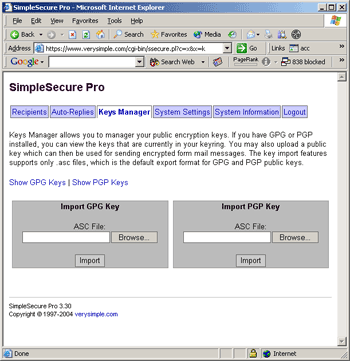 SimpleSecure Pro - Microsoft Internet Explorer
File Edit View Favorites Tools Help
Back Search Favorites Media
Address https://www.verysimple.com/cgi-bin/ssecure.pl?c=v&x=k Go Links acc
Google Search Web PageRank 838 blocked
SimpleSecure Pro
Recipients Auto-Replies Keys Manager System Settings System Information Logout
Keys Manager allows you to manager your public encryption keys. If you have GPG or PGP
installed, you can view the keys that are currently in your keyring. You may also upload a
public key which can then be used for sending encrypted form mail messages. The key import features
supports only .asc files, which is the default export format for GPG and PGP public keys.
Show GPG Keys | Show PGP Keys
Import GPG Key
ASC File:
Browse...
Import
Import PGP Key
ASC File:
Browse...
Import
SimpleSecure Pro 3.30
Copyright © 1997-2004 verysimple.com
Done Internet